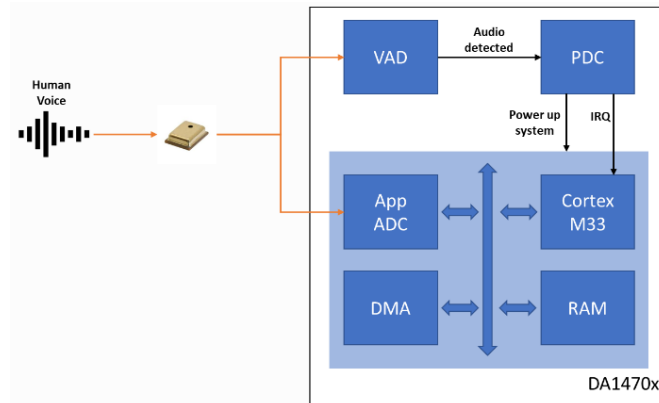 Human
Voice
VAD
Audio
detected
PDC
Power up
system
IRQ
App
ADC
Cortex
M33
DMA
RAM
DA1470x